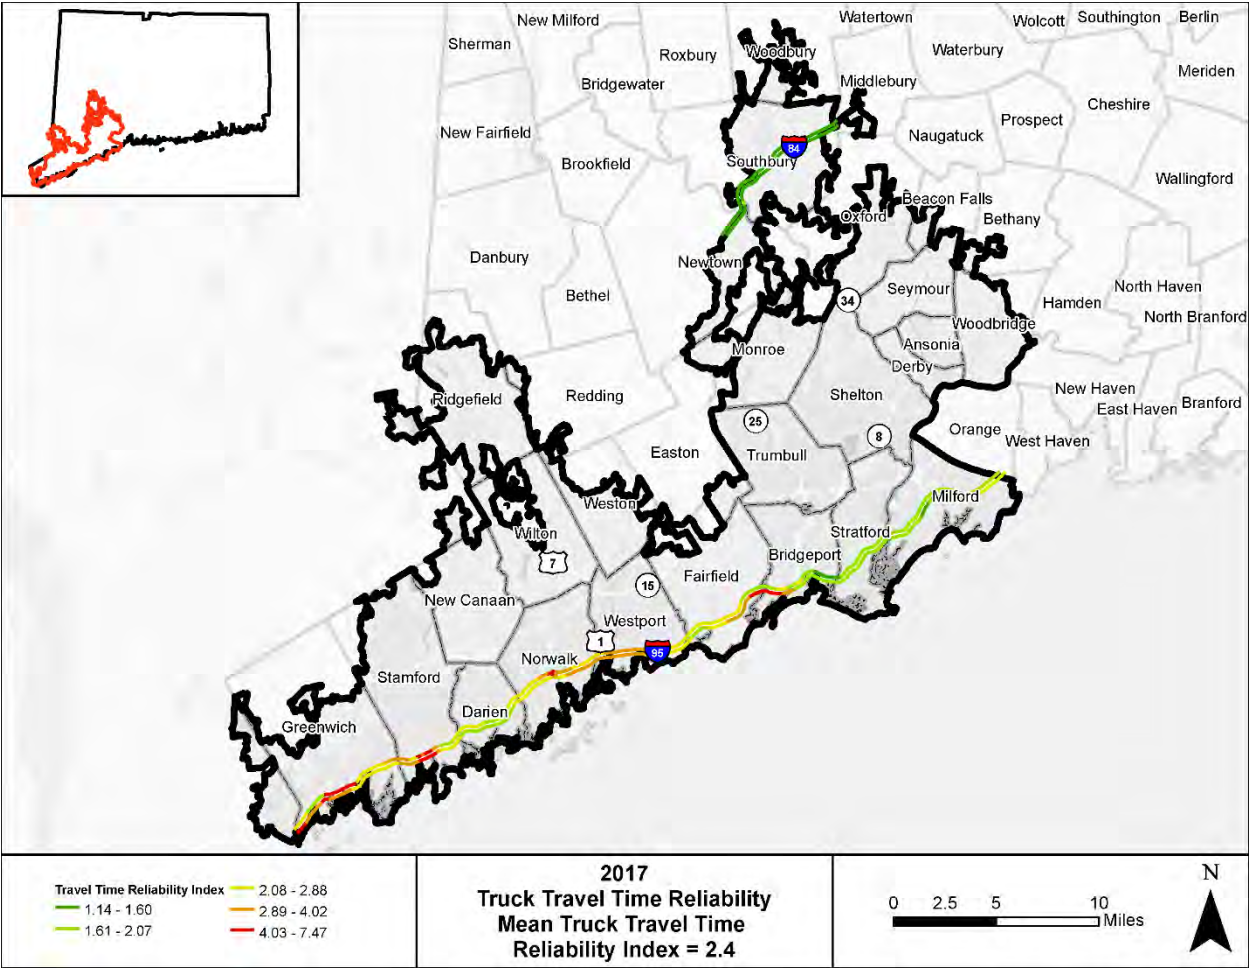 New Milford
Watertown
Wolcott
Southington
Berlin
Sherman
Roxbury
Woodbury
Waterbury
Bridgewater
Middlebury
Meriden
Cheshire
Prospect
New Fairfield
Naugatuck
84
Brookfield
Southbury
Wallingford
Beacon Falls
Oxford
Bethany
Danbury
Newtown
Bethel
Seymour
North Haven
34
Hamden
North Branford
Woodbridge
Monroe
Ansonia
Derby
New Haven
Ridgefield
Redding
Shelton
East Haven
Branford
25
8
Orange
West Haven
Easton
Trumbull
Weston
Milford
Wilton
Stratford
7
Bridgeport
15
Fairfield
New Canaan
Westport
1
95
Norwalk
Stamford
Darien
Greenwich
Travel Time Reliability Index
1.14 - 1.60
1.61 - 2.07
2.08 - 2.88
2.89 - 4.02
4.03 - 7.47
2017
Truck Travel Time Reliability
Mean Truck Travel Time
Reliability Index = 2.4
0 2.5 5 10
Miles
N